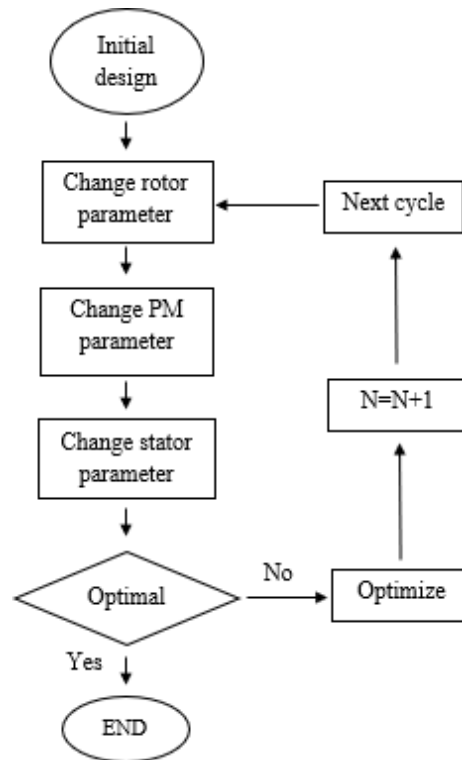 Initial
design
Change rotor
parameter
Next cycle
Change PM
parameter
N=N+1
Change stator
parameter
Optimal
No
Optimize
Yes
END